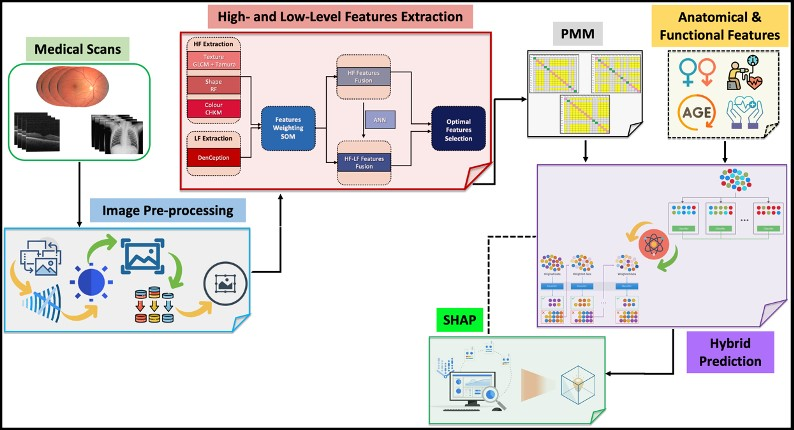 High- and Low-Level Features Extraction
Medical Scans
PMM
Anatomical &
Functional Features
HF Extraction
Texture
GLCM + Tamura
Shape
RF
Colour
CHKM
LF Extraction
DenCeption
Features
Weighting
SOM
HF Features
Fusion
ANN
HF-LF Features
Fusion
Optimal
Features
Selection
AGE
Image Pre-processing
SHAP
Hybrid
Prediction